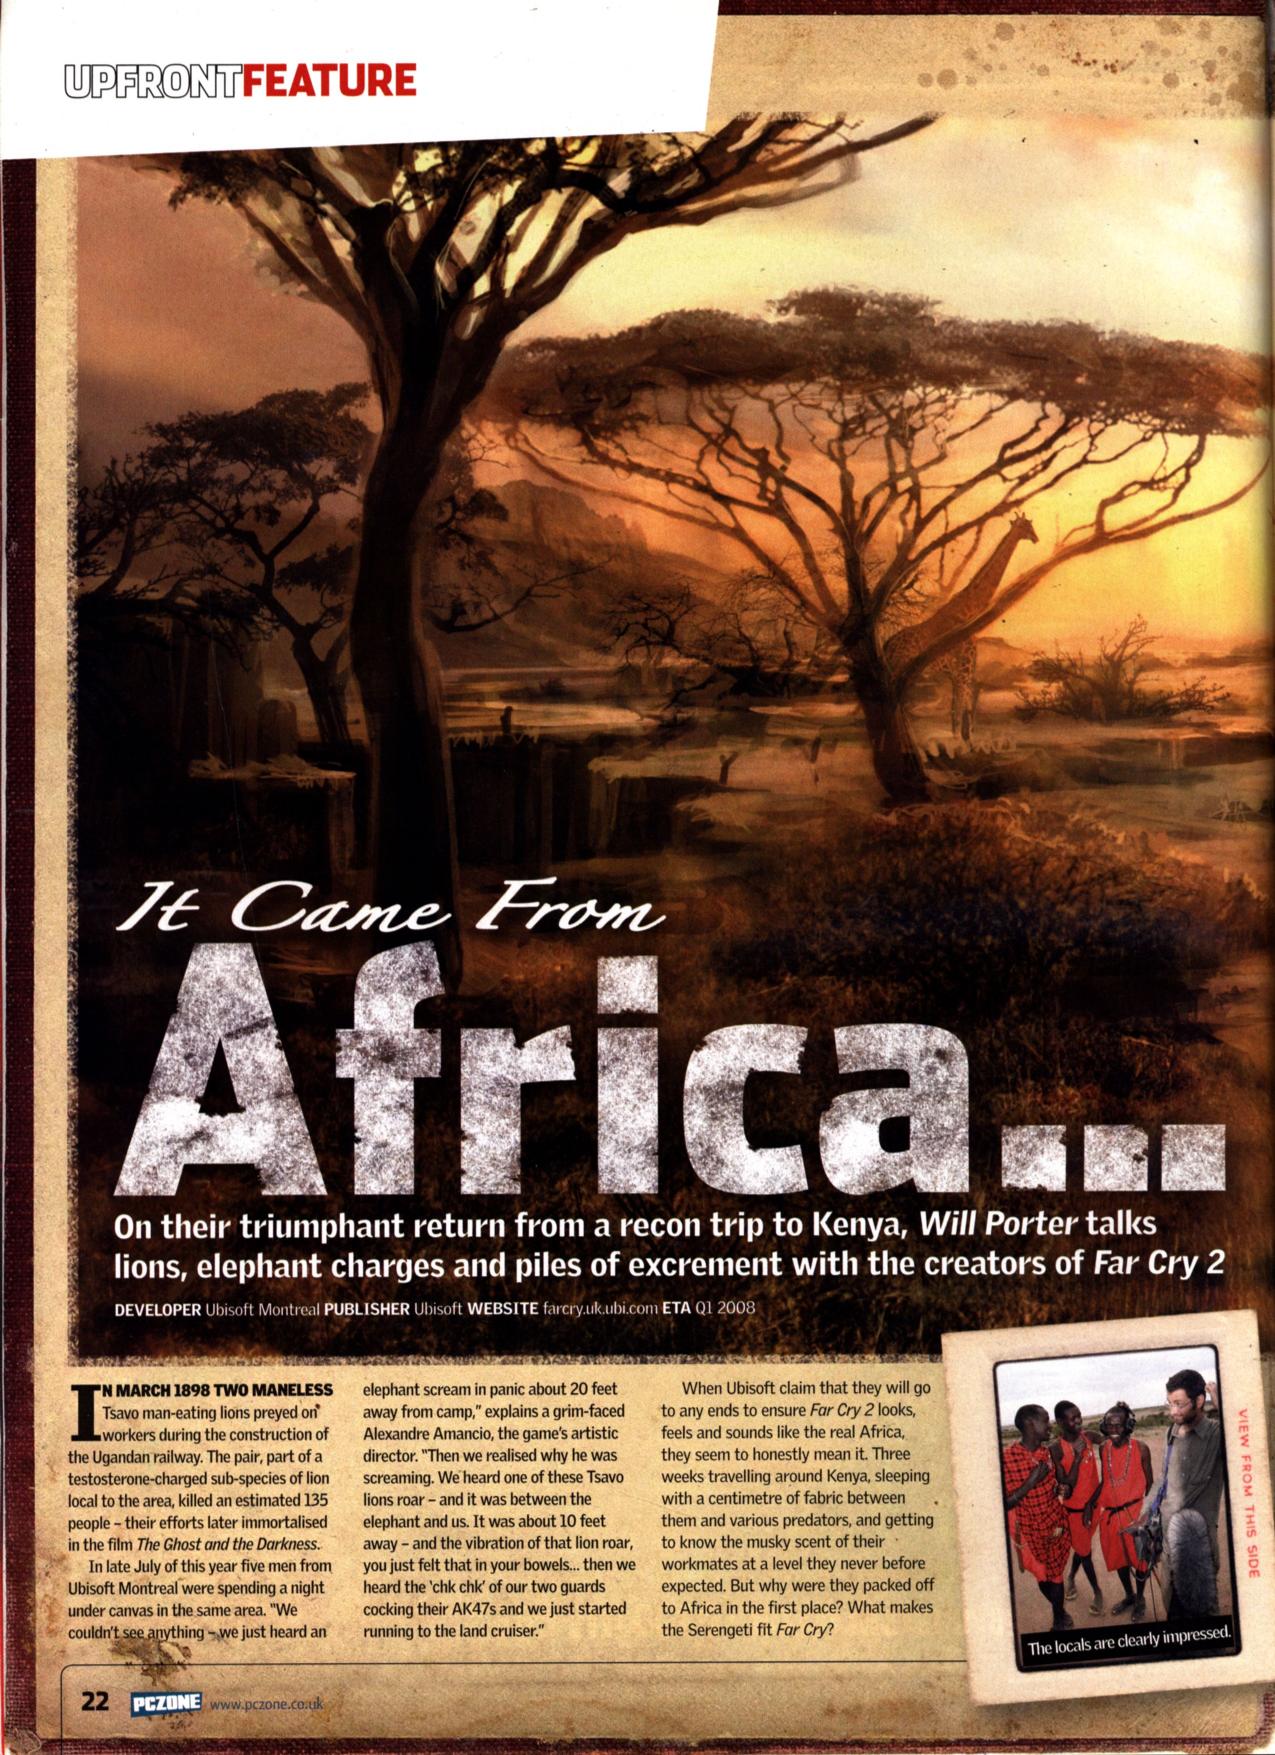 UPFRONTFEATURE
It Came From
Africa...
On their triumphant return from a recon trip to Kenya, Will Porter talks
lions, elephant charges and piles of excrement with the creators of Far Cry 2
DEVELOPER Ubisoft Montreal PUBLISHER Ubisoft WEBSITE farcry.uk.ubi.com ETA Q1 2008
IN MARCH 1898 TWO MANELESS
Tsavo man-eating lions preyed on
workers during the construction of
the Ugandan railway. The pair, part of a
testosterone-charged sub-species of lion
local to the area, killed an estimated 135
people – their efforts later immortalised
in the film The Ghost and the Darkness.
In late July of this year five men from
Ubisoft Montreal were spending a night
under canvas in the same area. "We
couldn't see anything – we just heard an
elephant scream in panic about 20 feet
away from camp," explains a grim-faced
Alexandre Amancio, the game's artistic
director. "Then we realised why he was
screaming. We heard one of these Tsavo
lions roar – and it was between the
elephant and us. It was about 10 feet
away – and the vibration of that lion roar,
you just felt that in your bowels... then we
heard the 'chk chk' of our two guards
cocking their AK47s and we just started
running to the land cruiser."
When Ubisoft claim that they will go
to any ends to ensure Far Cry 2 looks,
feels and sounds like the real Africa,
they seem to honestly mean it. Three
weeks travelling around Kenya, sleeping
with a centimetre of fabric between
them and various predators, and getting
to know the musky scent of their
workmates at a level they never before
expected. But why were they packed off
to Africa in the first place? What makes
the Serengeti fit Far Cry?
VIEW FROM THIS SIDE
The locals are clearly impressed.
22 PCZONE www.pczone.co.uk